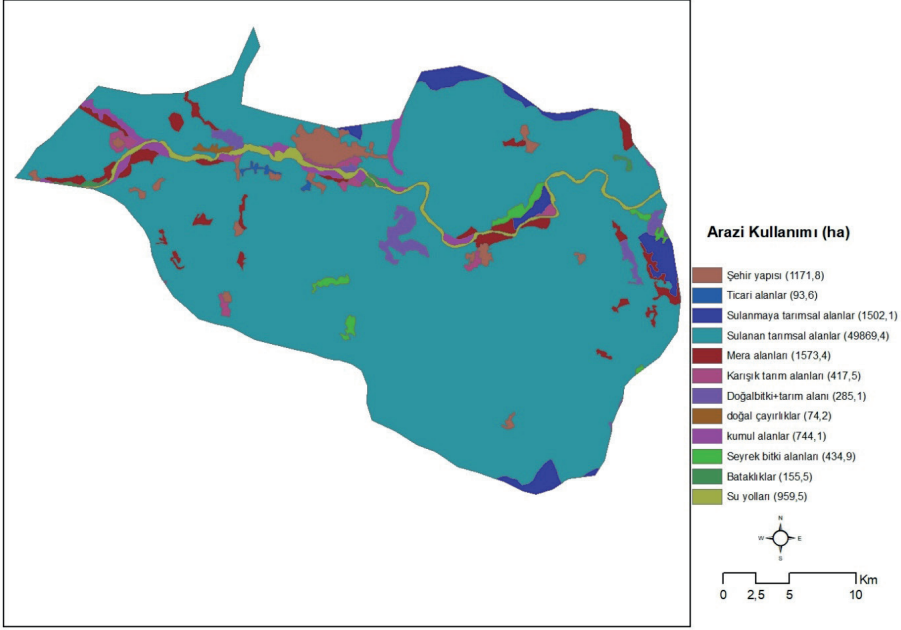 Arazi Kullanımı (ha)
Şehir yapısı (1171,8)
Ticari alanlar (93,6)
Sulanmaya tarımsal alanlar (1502,1)
Sulanan tarımsal alanlar (49869,4)
Mera alanları (1573,4)
Karışık tarım alanları (417,5)
Doğalbitki+tarım alanı (285,1)
doğal çayırlıklar (74,2)
kumul alanlar (744,1)
Seyrek bitki alanları (434,9)
Bataklıklar (155,5)
Su yolları (959,5)
N
W E
S
Km
0 2,5 5 10